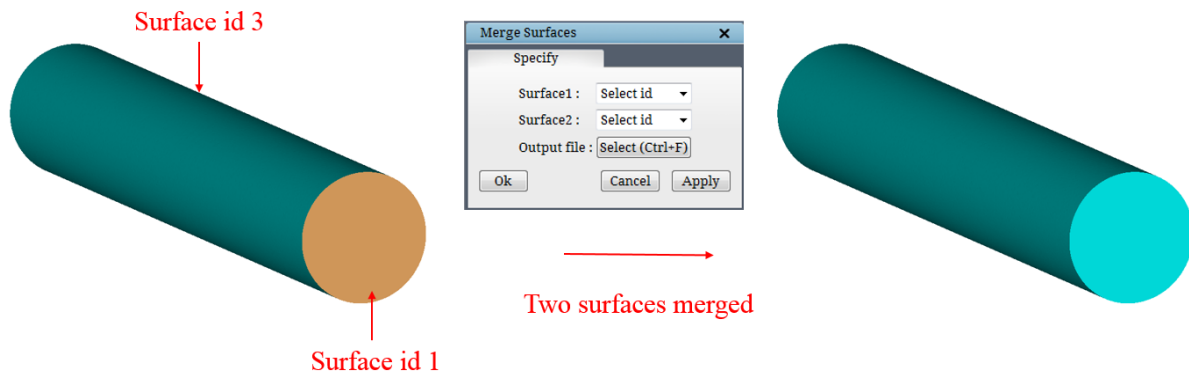 Surface id 3
Merge Surfaces
Specify
Surface1 : Select id
Surface2 : Select id
Output file : Select (Ctrl+F)
Ok Cancel Apply
Two surfaces merged
Surface id 1